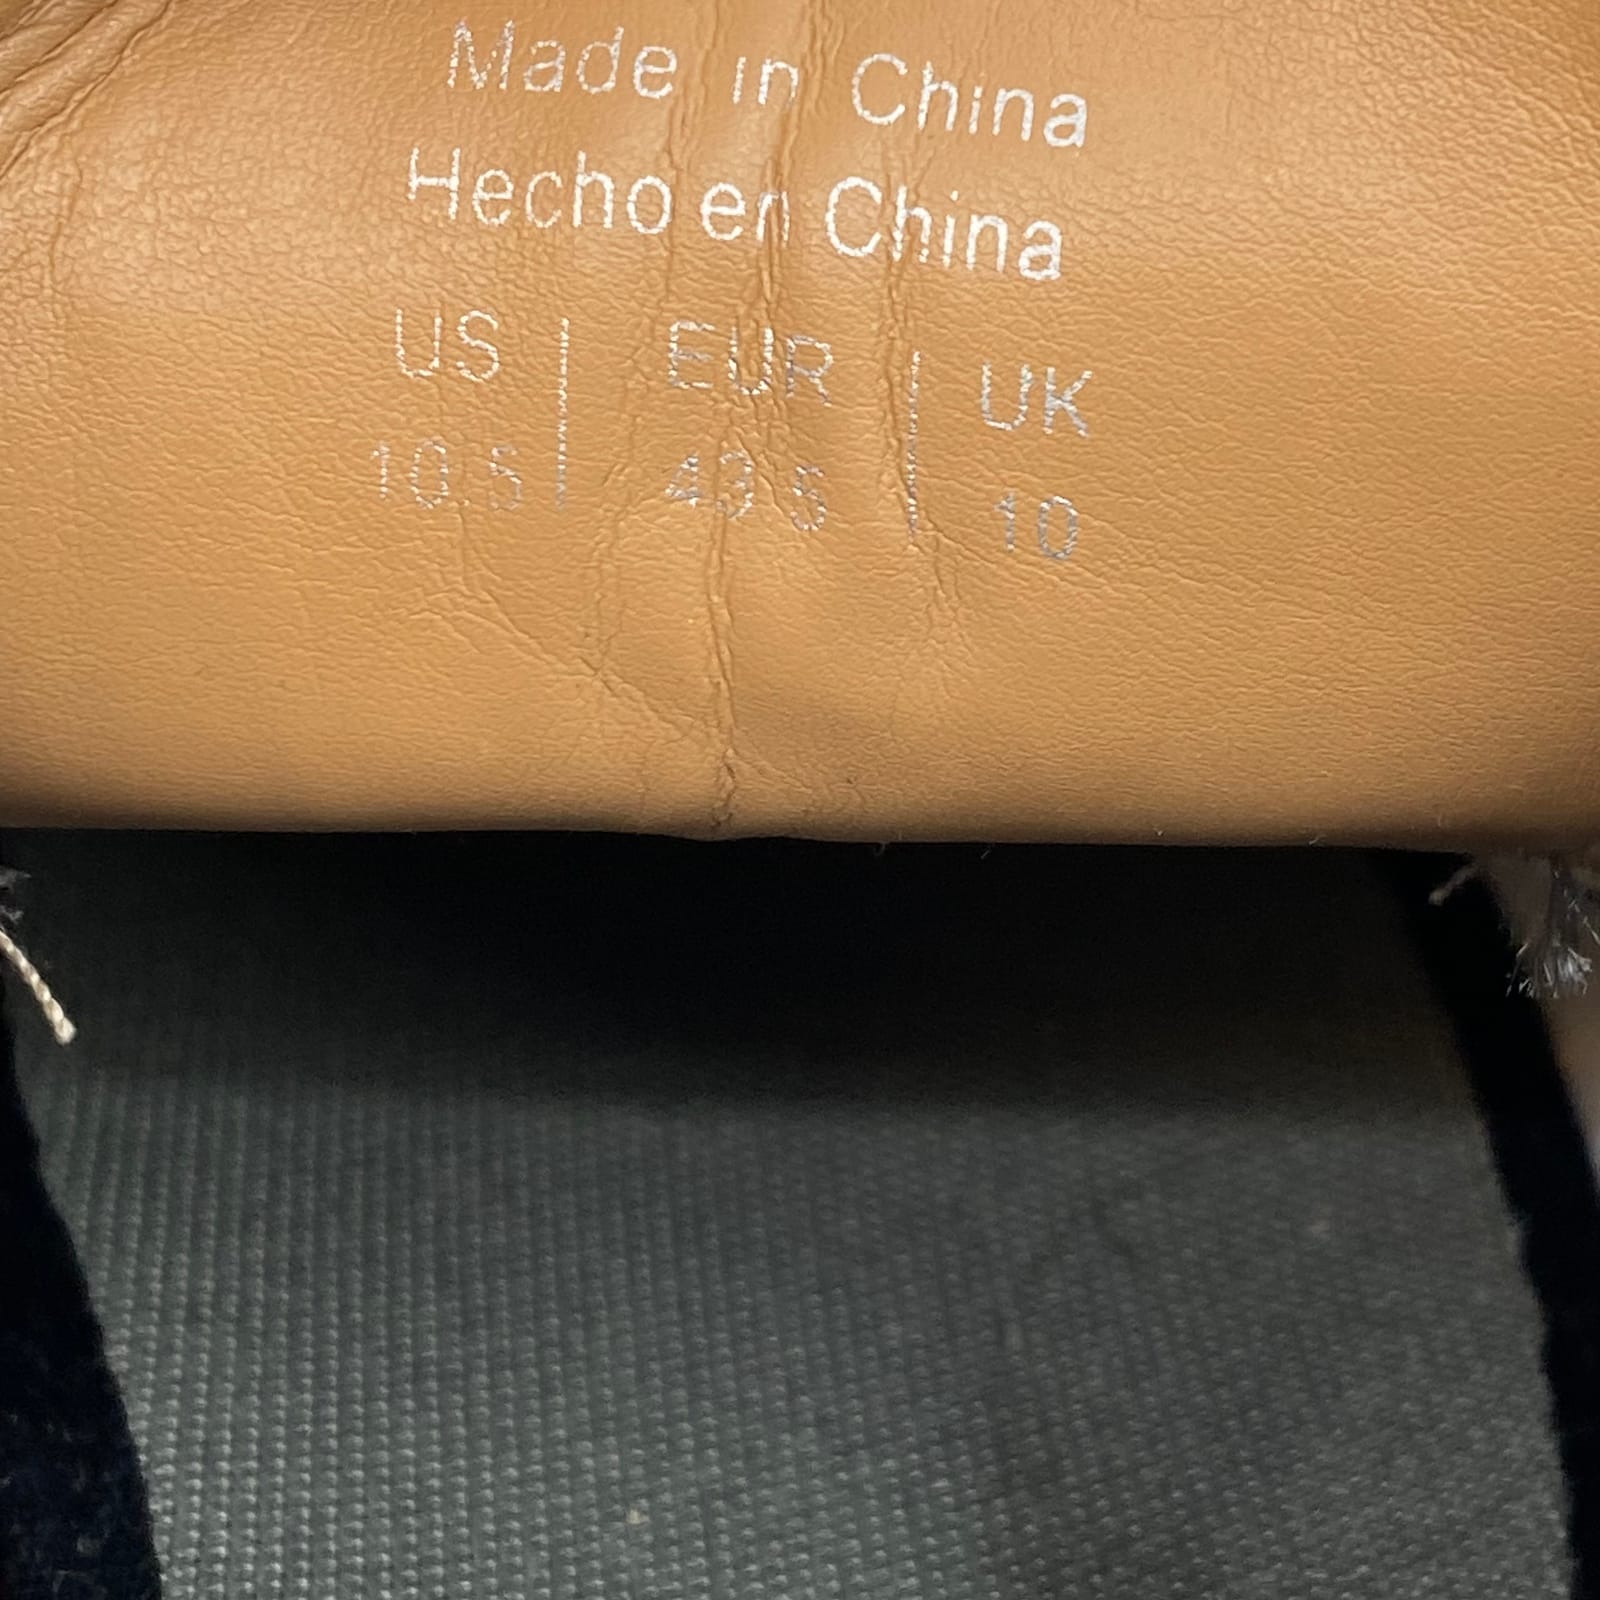 Made in China
Hecho en China
US | EUR | UK
10.5 | 43.5 | 10